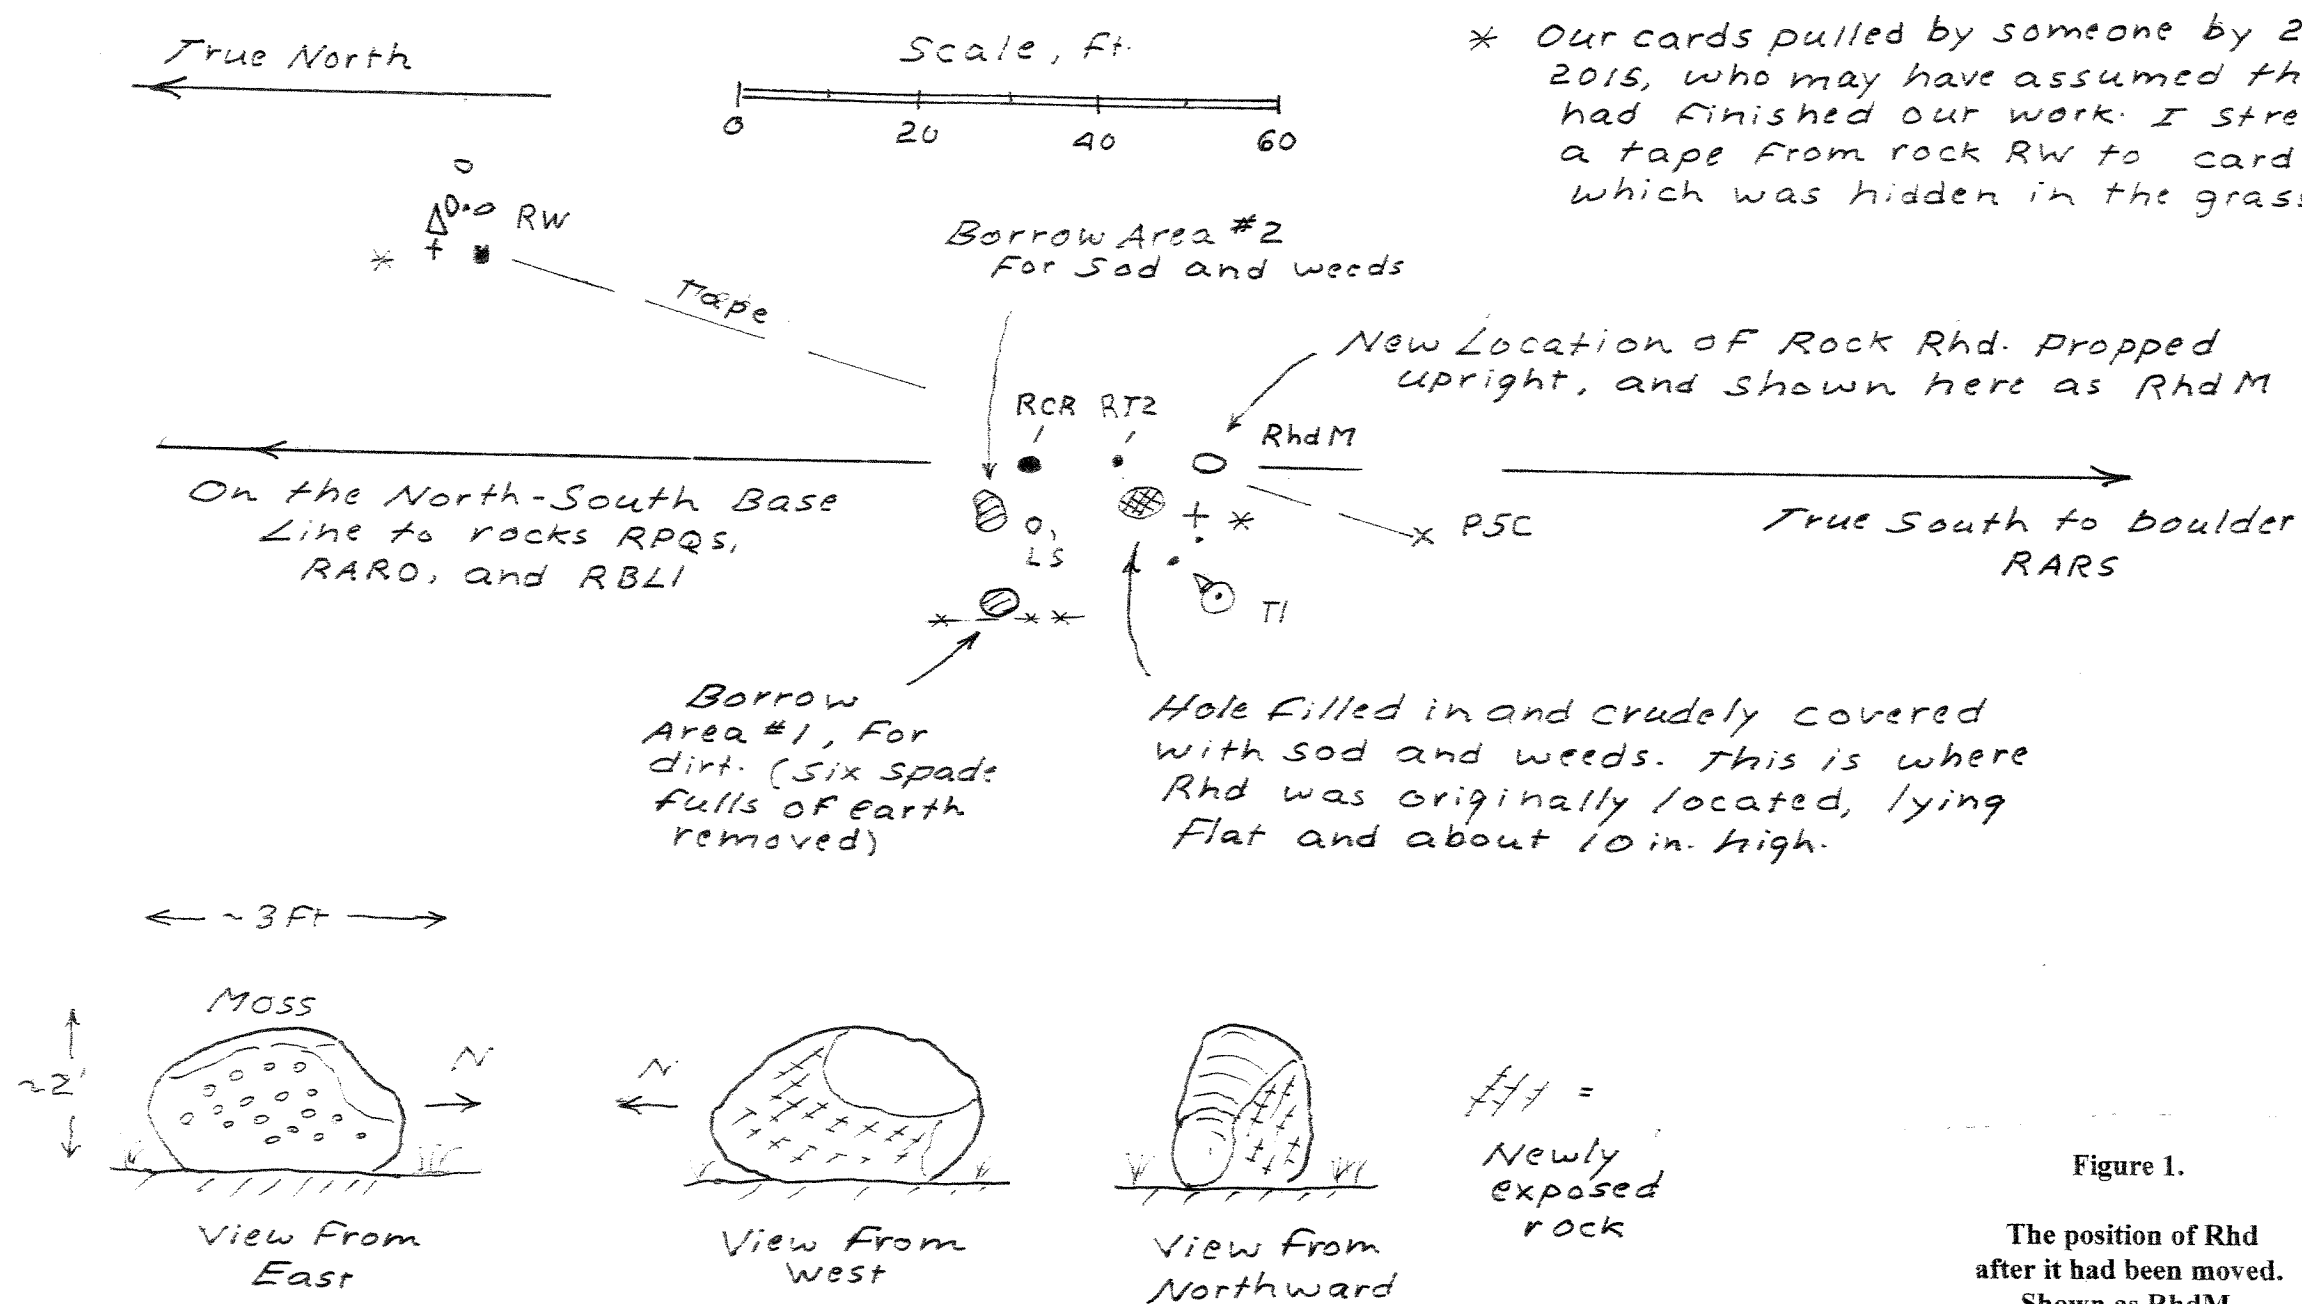 True North
Scale, ft.
0 20 40 60
* Our cards pulled by someone by 2
2015, who may have assumed th
had finished our work. I stre
a tape from rock RW to card
which was hidden in the grass
RW
*
Tape
Borrow Area #2
for sod and weeds
New Location of Rock Rhd. Propped
upright, and shown here as RhdM
RCR RT2
RhdM
On the North-South Base
Line to rocks RPQS,
RARO, and RBLI
LS
*
P5C
T1
True South to boulder
RARS
Borrow
Area #1, for
dirt. (Six spade
fulls of earth
removed)
Hole filled in and crudely covered
with sod and weeds. This is where
Rhd was originally located, lying
flat and about 10 in. high.
~3 Ft
~2'
Moss
N
View from
East
N
View from
West
View from
Northward
=
Newly
exposed
rock
Figure 1.
The position of Rhd
after it had been moved.
Shown as RhdM